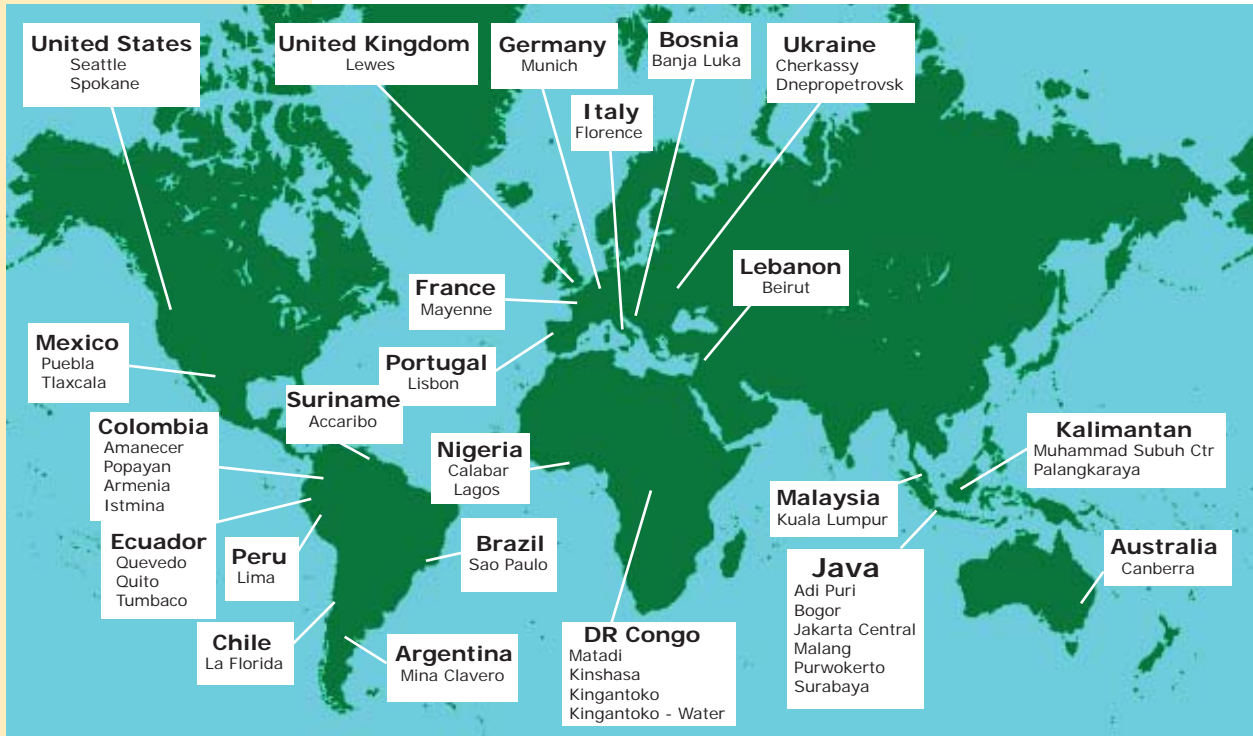 United States
Seattle
Spokane
United Kingdom
Lewes
Germany
Munich
Bosnia
Banja Luka
Ukraine
Cherkassy
Dnepropetrovsk
Italy
Florence
Lebanon
Beirut
France
Mayenne
Mexico
Puebla
Tlaxcala
Portugal
Lisbon
Suriname
Accaribo
Colombia
Amanecer
Popayan
Armenia
Istmina
Nigeria
Calabar
Lagos
Kalimantan
Muhammad Subuh Ctr
Palangkaraya
Malaysia
Kuala Lumpur
Ecuador
Quevedo
Quito
Tumbaco
Peru
Lima
Brazil
Sao Paulo
Australia
Canberra
Java
Adi Puri
Bogor
Jakarta Central
Malang
Purwokerto
Surabaya
Chile
La Florida
Argentina
Mina Clavero
DR Congo
Matadi
Kinshasa
Kingantoko
Kingantoko - Water